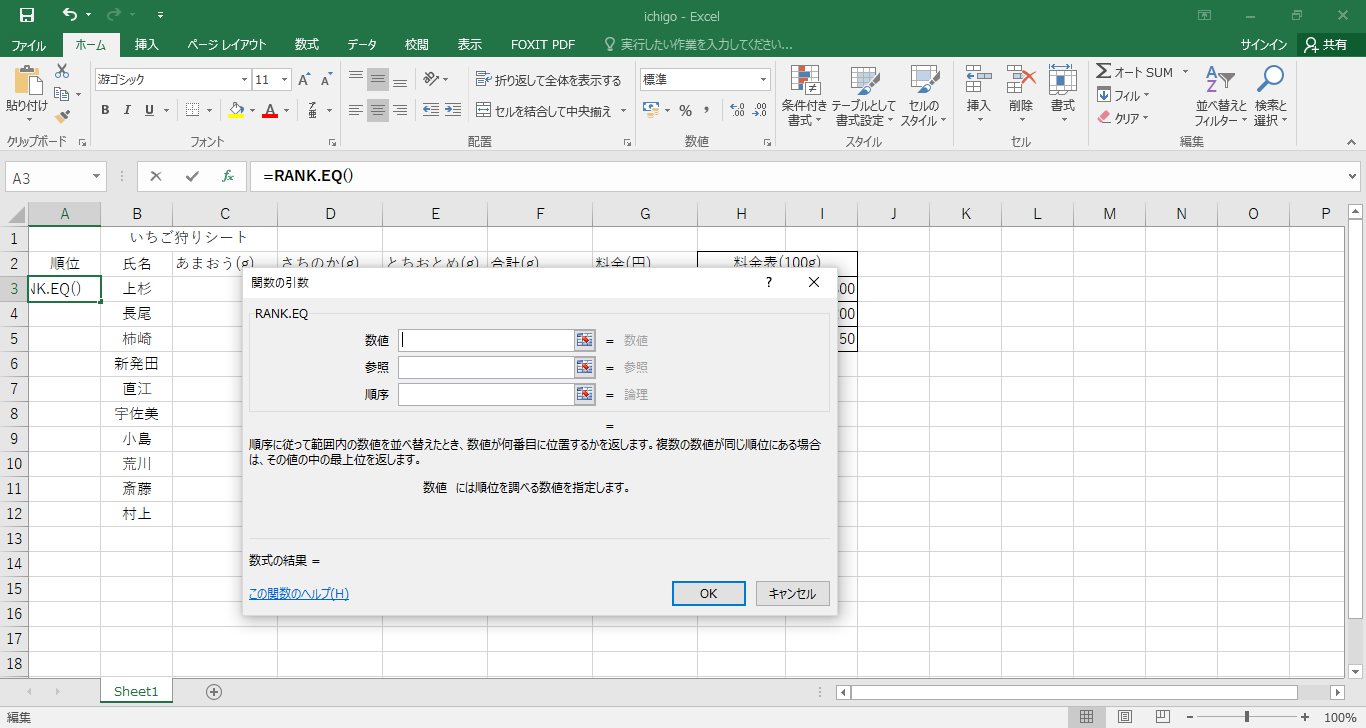 ichigo - Excel
ファイル ホーム 挿入 ページ レイアウト 数式 データ 校閲 表示 FOXIT PDF 実行したい作業を入力してください... サインイン 共有
貼り付け
クリップボード
游ゴシック 11
B I U
フォント
折り返して全体を表示する
セルを結合して中央揃え
配置
標準
% ,
数値
条件付き書式 テーブルとして書式設定 セルのスタイル
スタイル
挿入 削除 書式
セル
Σ オート SUM
フィル
クリア
並べ替えとフィルター 検索と選択
編集
A3 fx =RANK.EQ()
A B C D E F G H I J K L M N O P
1 いちご狩りシート
2 順位 氏名 あまおう(g) さちのか(g) とちおとめ(g) 合計(g) 料金(円) 料金表(100g)
3 NK.EQ() 上杉 00
4 長尾 00
5 柿崎 50
6 新発田
7 直江
8 宇佐美
9 小島
10 荒川
11 斎藤
12 村上
13
14
15
16
17
18
関数の引数 ?
RANK.EQ
数値 = 数値
参照 = 参照
順序 = 論理
=
順序に従って範囲内の数値を並べ替えたとき、数値が何番目に位置するかを返します。複数の数値が同じ順位にある場合
は、その値の中の最上位を返します。
数値 には順位を調べる数値を指定します。
数式の結果 =
この関数のヘルプ(H) OK キャンセル
Sheet1
編集 100%